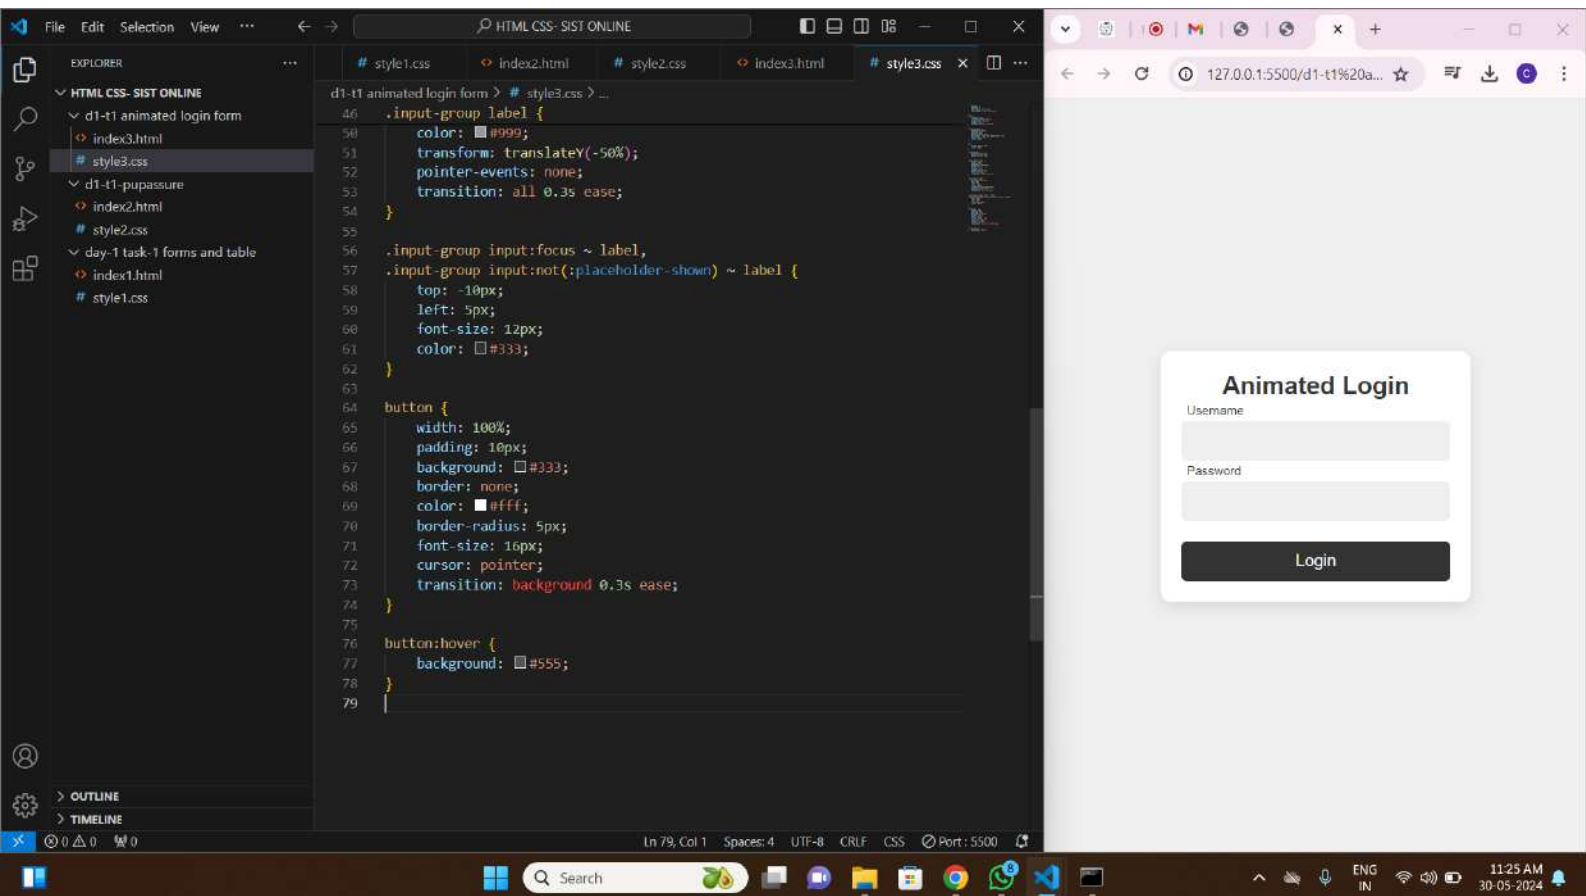 File Edit Selection View ···
HTML CSS- SIST ONLINE
EXPLORER
HTML CSS- SIST ONLINE
d1-t1 animated login form
index3.html
style3.css
d1-t1-pupassure
index2.html
style2.css
day-1 task-1 forms and table
index1.html
style1.css
OUTLINE
TIMELINE
# style1.css <> index2.html # style2.css <> index3.html # style3.css
d1-t1 animated login form > # style3.css > ...
46 .input-group label {
50 color: #999;
51 transform: translateY(-50%);
52 pointer-events: none;
53 transition: all 0.3s ease;
54 }
55
56 .input-group input:focus ~ label,
57 .input-group input:not(:placeholder-shown) ~ label {
58 top: -10px;
59 left: 5px;
60 font-size: 12px;
61 color: #333;
62 }
63
64 button {
65 width: 100%;
66 padding: 10px;
67 background: #333;
68 border: none;
69 color: #fff;
70 border-radius: 5px;
71 font-size: 16px;
72 cursor: pointer;
73 transition: background 0.3s ease;
74 }
75
76 button:hover {
77 background: #555;
78 }
79
0 0 0
Ln 79, Col 1 Spaces: 4 UTF-8 CRLF CSS Port : 5500
127.0.0.1:5500/d1-t1%20a...
C
Animated Login
Username
Password
Login
Search
8
ENG
IN
11:25 AM
30-05-2024